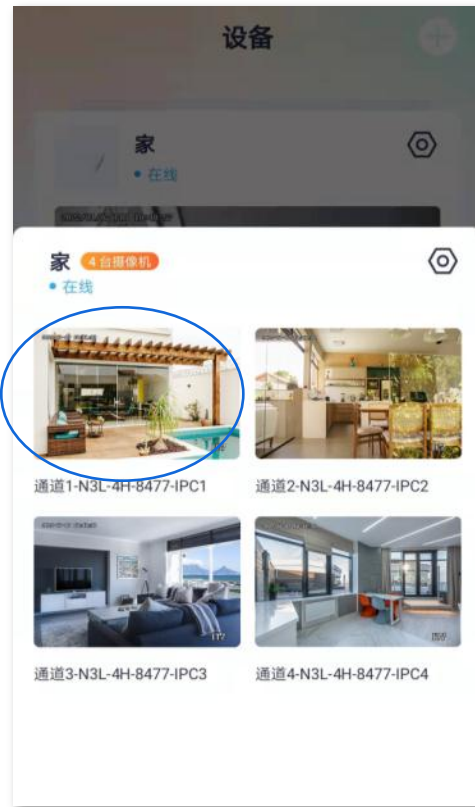 设备
家
在线
家 4 台摄像机
在线
通道1-N3L-4H-8477-IPC1
通道2-N3L-4H-8477-IPC2
通道3-N3L-4H-8477-IPC3
通道4-N3L-4H-8477-IPC4